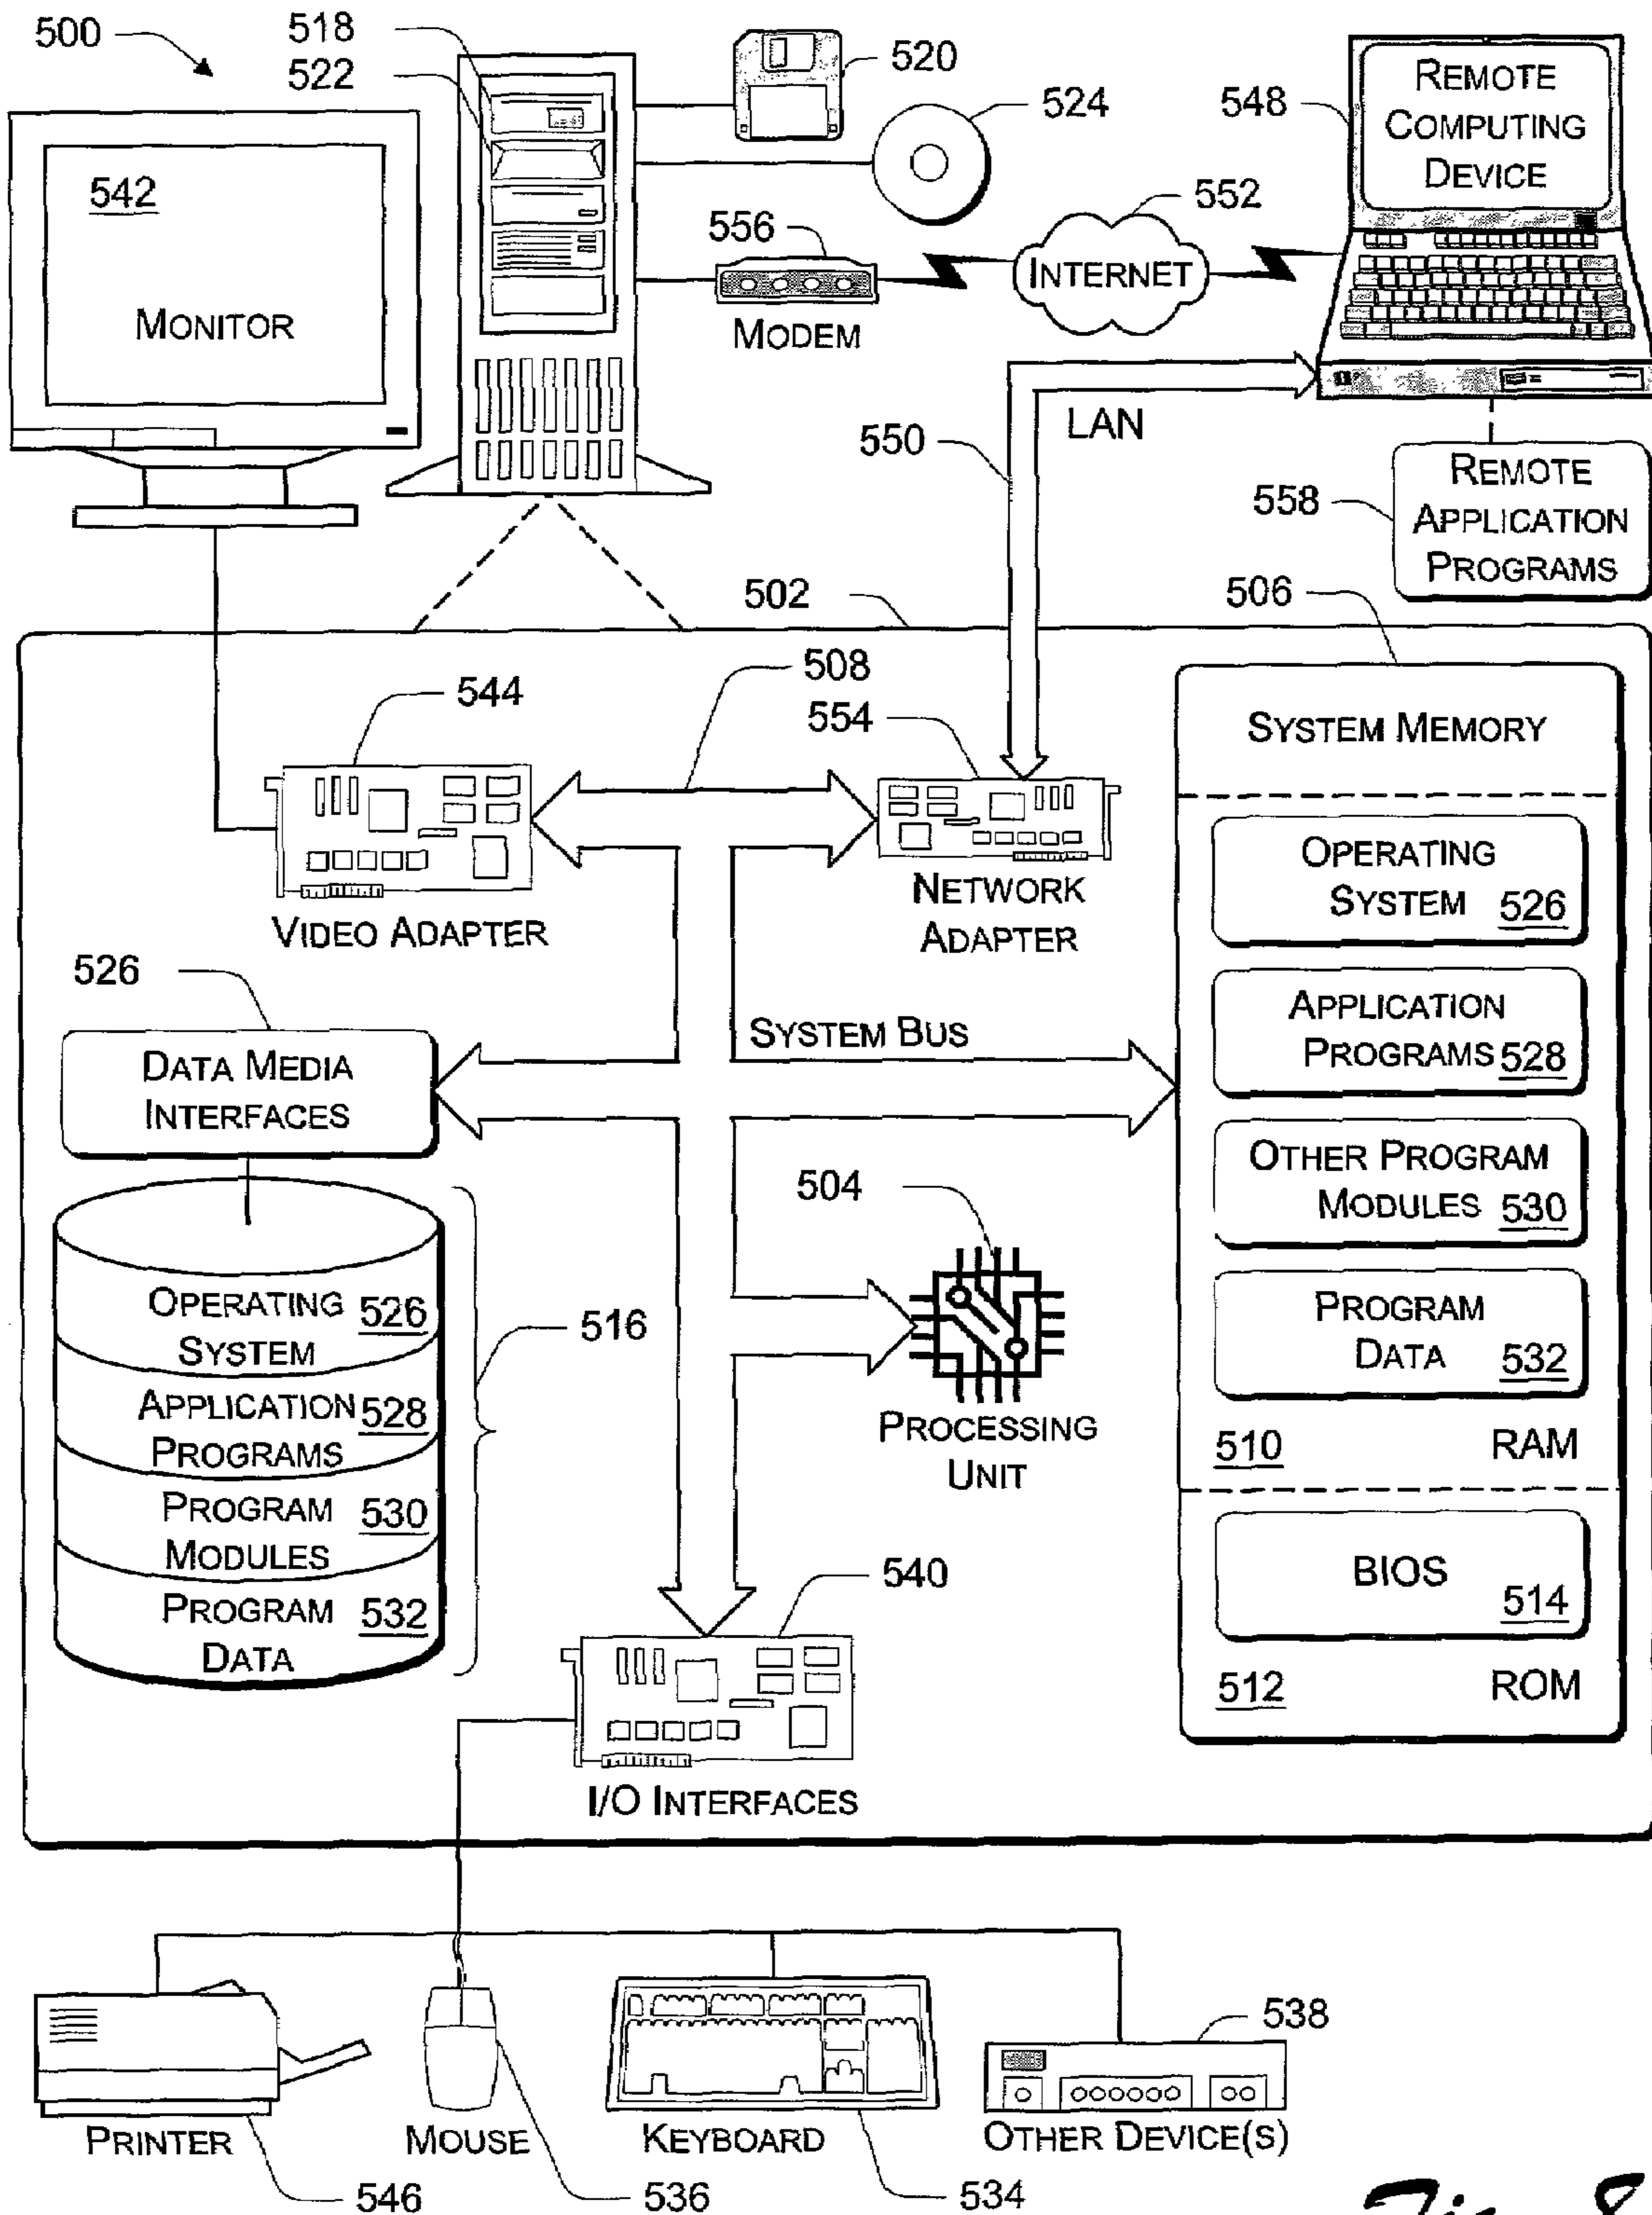 500
518
522
520
524
548
REMOTE
COMPUTING
DEVICE
542
MONITOR
556
MODEM
552
INTERNET
LAN
550
REMOTE
APPLICATION
PROGRAMS
558
502
506
508
544
554
VIDEO ADAPTER
NETWORK
ADAPTER
SYSTEM MEMORY
OPERATING
SYSTEM 526
APPLICATION
PROGRAMS 528
OTHER PROGRAM
MODULES 530
PROGRAM
DATA 532
510 RAM
BIOS
514
512 ROM
526
DATA MEDIA
INTERFACES
SYSTEM BUS
504
PROCESSING
UNIT
OPERATING 526
SYSTEM
APPLICATION 528
PROGRAMS
PROGRAM 530
MODULES
PROGRAM 532
DATA
516
540
I/O INTERFACES
538
PRINTER
MOUSE
KEYBOARD
OTHER DEVICE(S)
546
536
534
Fig. 8